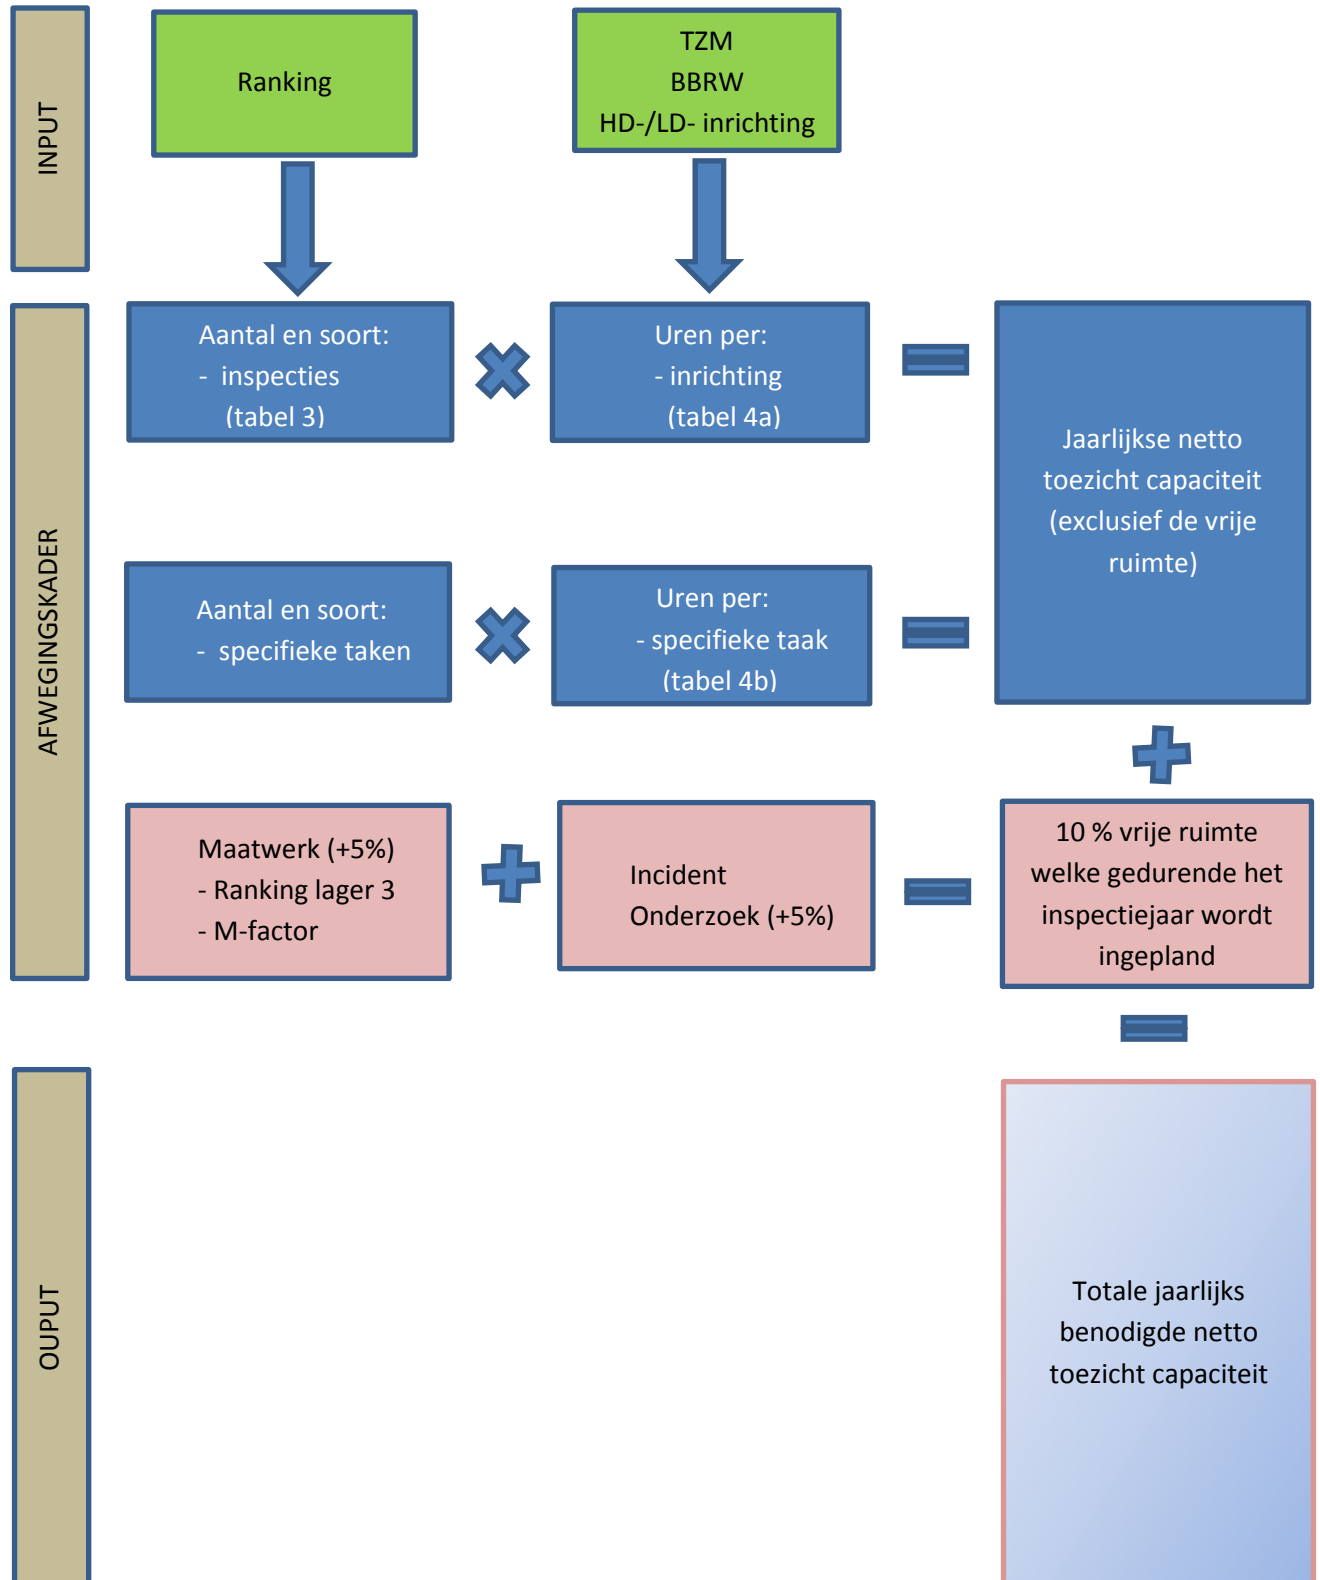 INPUT
Ranking
TZM
BBRW
HD-/LD- inrichting
AFWEGINGSKADER
Aantal en soort:
- inspecties
(tabel 3)
Uren per:
- inrichting
(tabel 4a)
Jaarlijkse netto
toezicht capaciteit
(exclusief de vrije
ruimte)
Aantal en soort:
- specifieke taken
Uren per:
- specifieke taak
(tabel 4b)
Maatwerk (+5%)
- Ranking lager 3
- M-factor
Incident
Onderzoek (+5%)
10 % vrije ruimte
welke gedurende het
inspectiejaar wordt
ingepland
OUPUT
Totale jaarlijks
benodigde netto
toezicht capaciteit